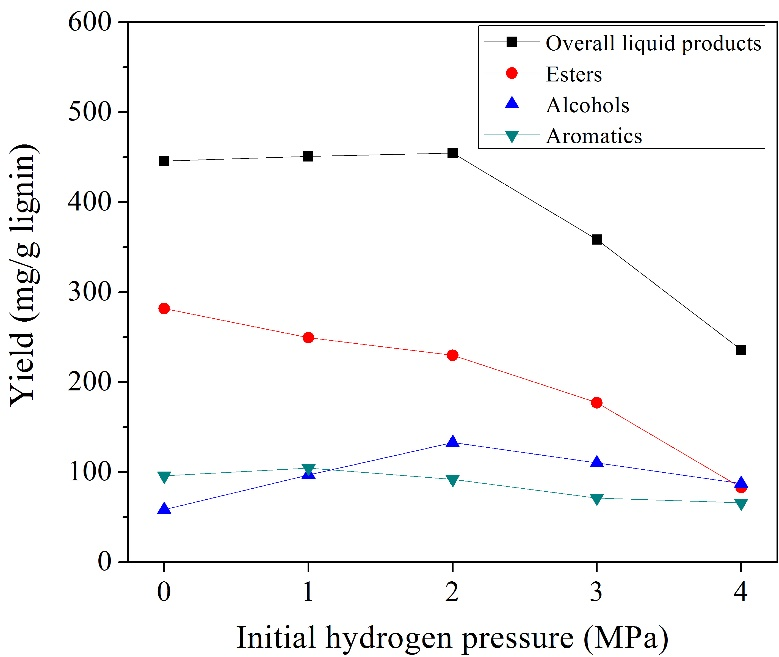 600
500
400
300
200
100
0
Yield (mg/g lignin)
Overall liquid products
Esters
Alcohols
Aromatics
0 1 2 3 4
Initial hydrogen pressure (MPa)